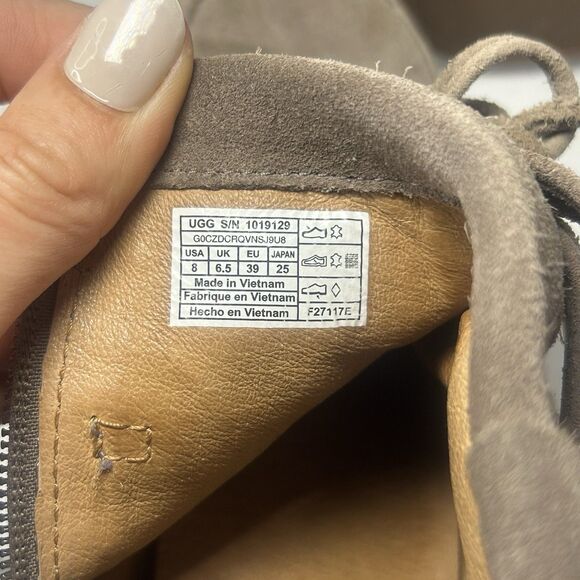 UGG S/N 1019129
G0CZDCRQVNSJ9U8
USA UK EU JAPAN
8 6.5 39 25
Made in Vietnam
Fabrique en Vietnam
Hecho en Vietnam F27117E